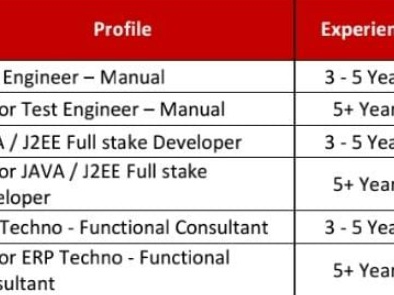 Profile Experien
Engineer – Manual 3 - 5 Yea
or Test Engineer – Manual 5+ Year
A / J2EE Full stake Developer 3 - 5 Yea
or JAVA / J2EE Full stake
eloper 5+ Year
Techno - Functional Consultant 3 - 5 Yea
or ERP Techno - Functional
sultant 5+ Year